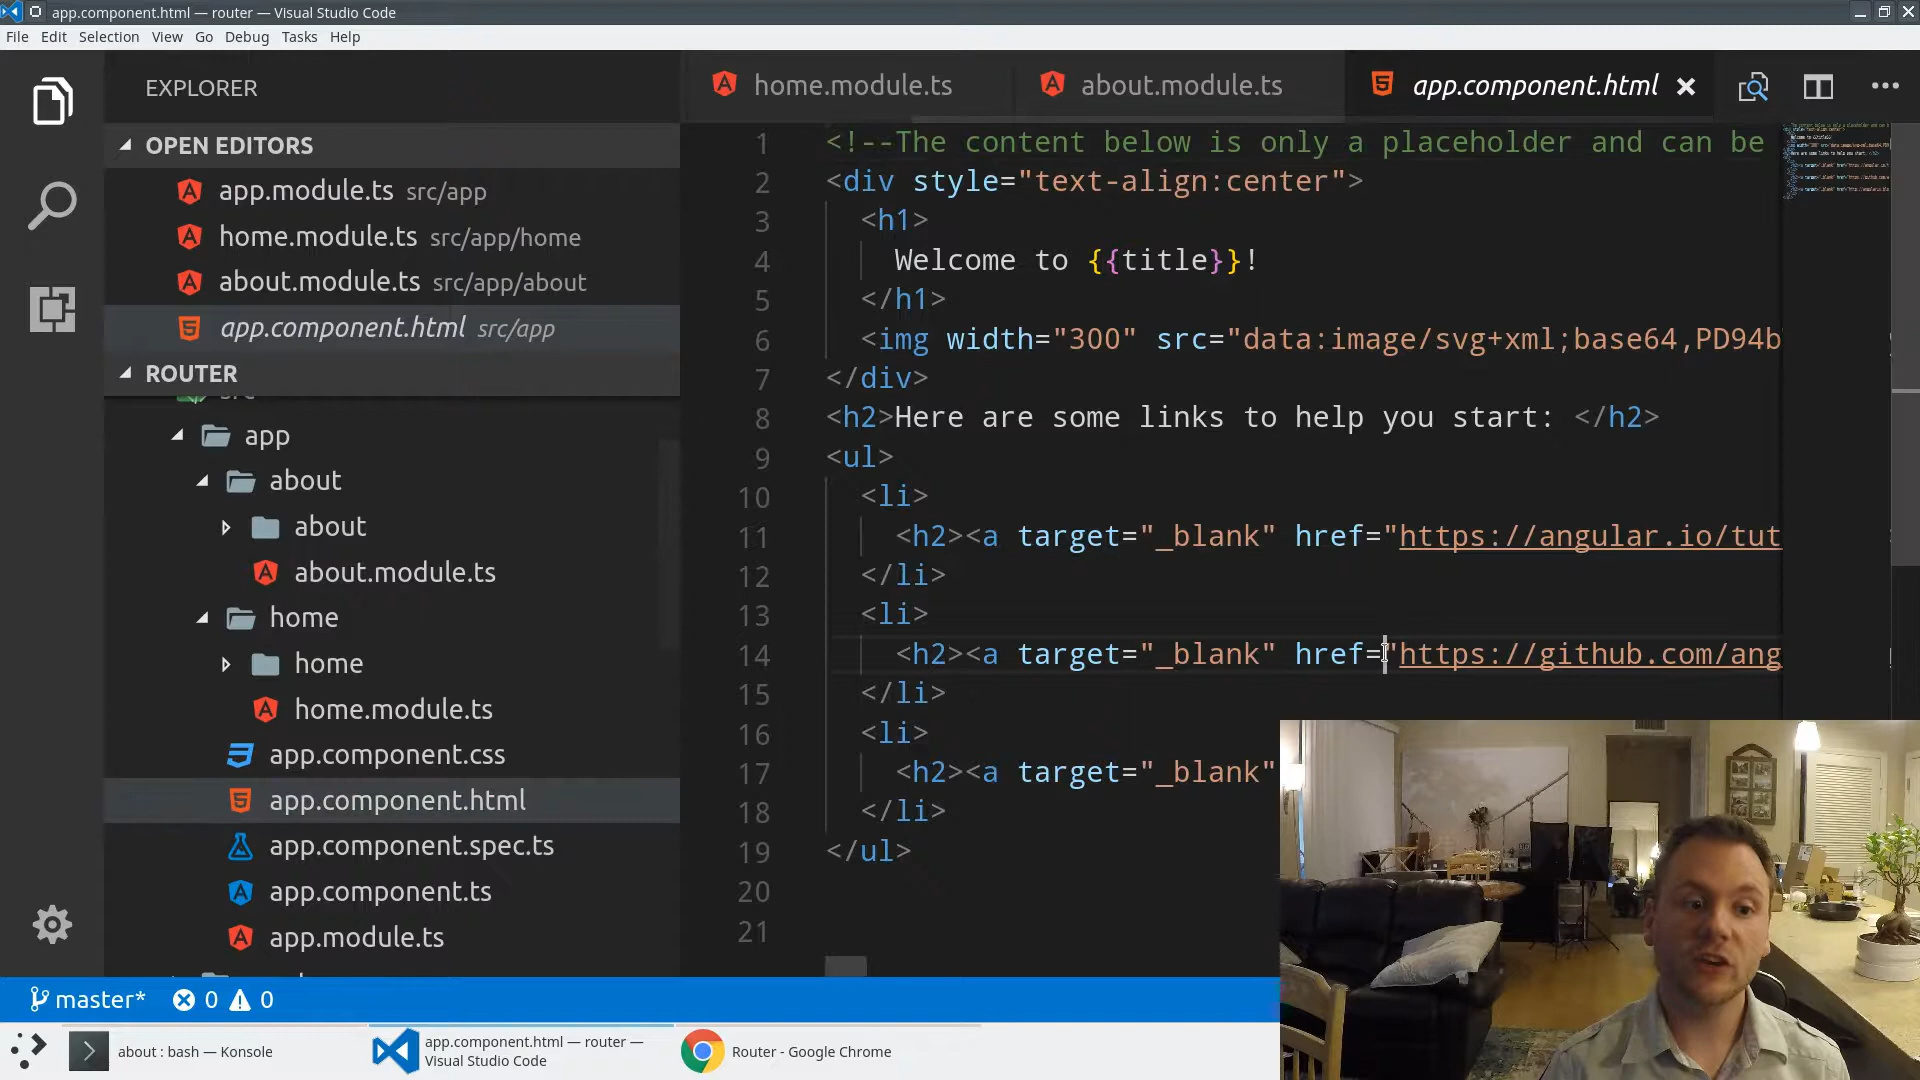 app.component.html — router — Visual Studio Code
File Edit Selection View Go Debug Tasks Help
EXPLORER
OPEN EDITORS
app.module.ts src/app
home.module.ts src/app/home
about.module.ts src/app/about
app.component.html src/app
ROUTER
app
about
about
about.module.ts
home
home
home.module.ts
app.component.css
app.component.html
app.component.spec.ts
app.component.ts
app.module.ts
home.module.ts about.module.ts app.component.html
1 <!--The content below is only a placeholder and can be
2 <div style="text-align:center">
3 <h1>
4 Welcome to {{title}}!
5 </h1>
6 <img width="300" src="data:image/svg+xml;base64,PD94b
7 </div>
8 <h2>Here are some links to help you start: </h2>
9 <ul>
10 <li>
11 <h2><a target="_blank" href="https://angular.io/tut
12 </li>
13 <li>
14 <h2><a target="_blank" href="https://github.com/ang
15 </li>
16 <li>
17 <h2><a target="_blank"
18 </li>
19 </ul>
20
21
master* 0 0
about : bash — Konsole
app.component.html — router —
Visual Studio Code
Router - Google Chrome